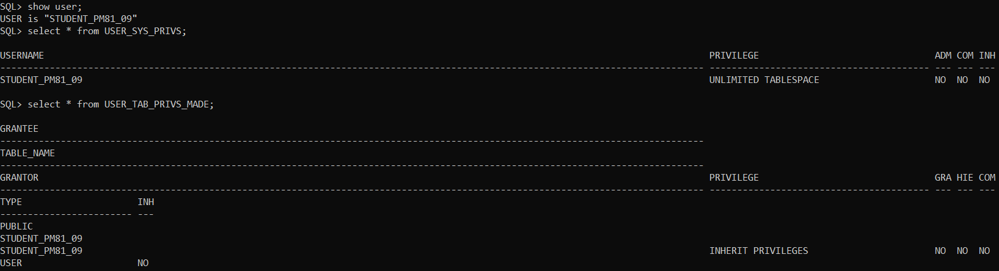 SQL> show user;
USER is "STUDENT_PM81_09"
SQL> select * from USER_SYS_PRIVS;
USERNAME PRIVILEGE ADM COM INH
-------------------------------------------------------------------------------------------------------------------------------- ---------------------------------------- --- --- ---
STUDENT_PM81_09 UNLIMITED TABLESPACE NO NO NO
SQL> select * from USER_TAB_PRIVS_MADE;
GRANTEE
--------------------------------------------------------------------------------------------------------------------------------
TABLE_NAME
--------------------------------------------------------------------------------------------------------------------------------
GRANTOR PRIVILEGE GRA HIE COM
-------------------------------------------------------------------------------------------------------------------------------- ---------------------------------------- --- --- ---
TYPE INH
------------------------ ---
PUBLIC
STUDENT_PM81_09
STUDENT_PM81_09 INHERIT PRIVILEGES NO NO NO
USER NO